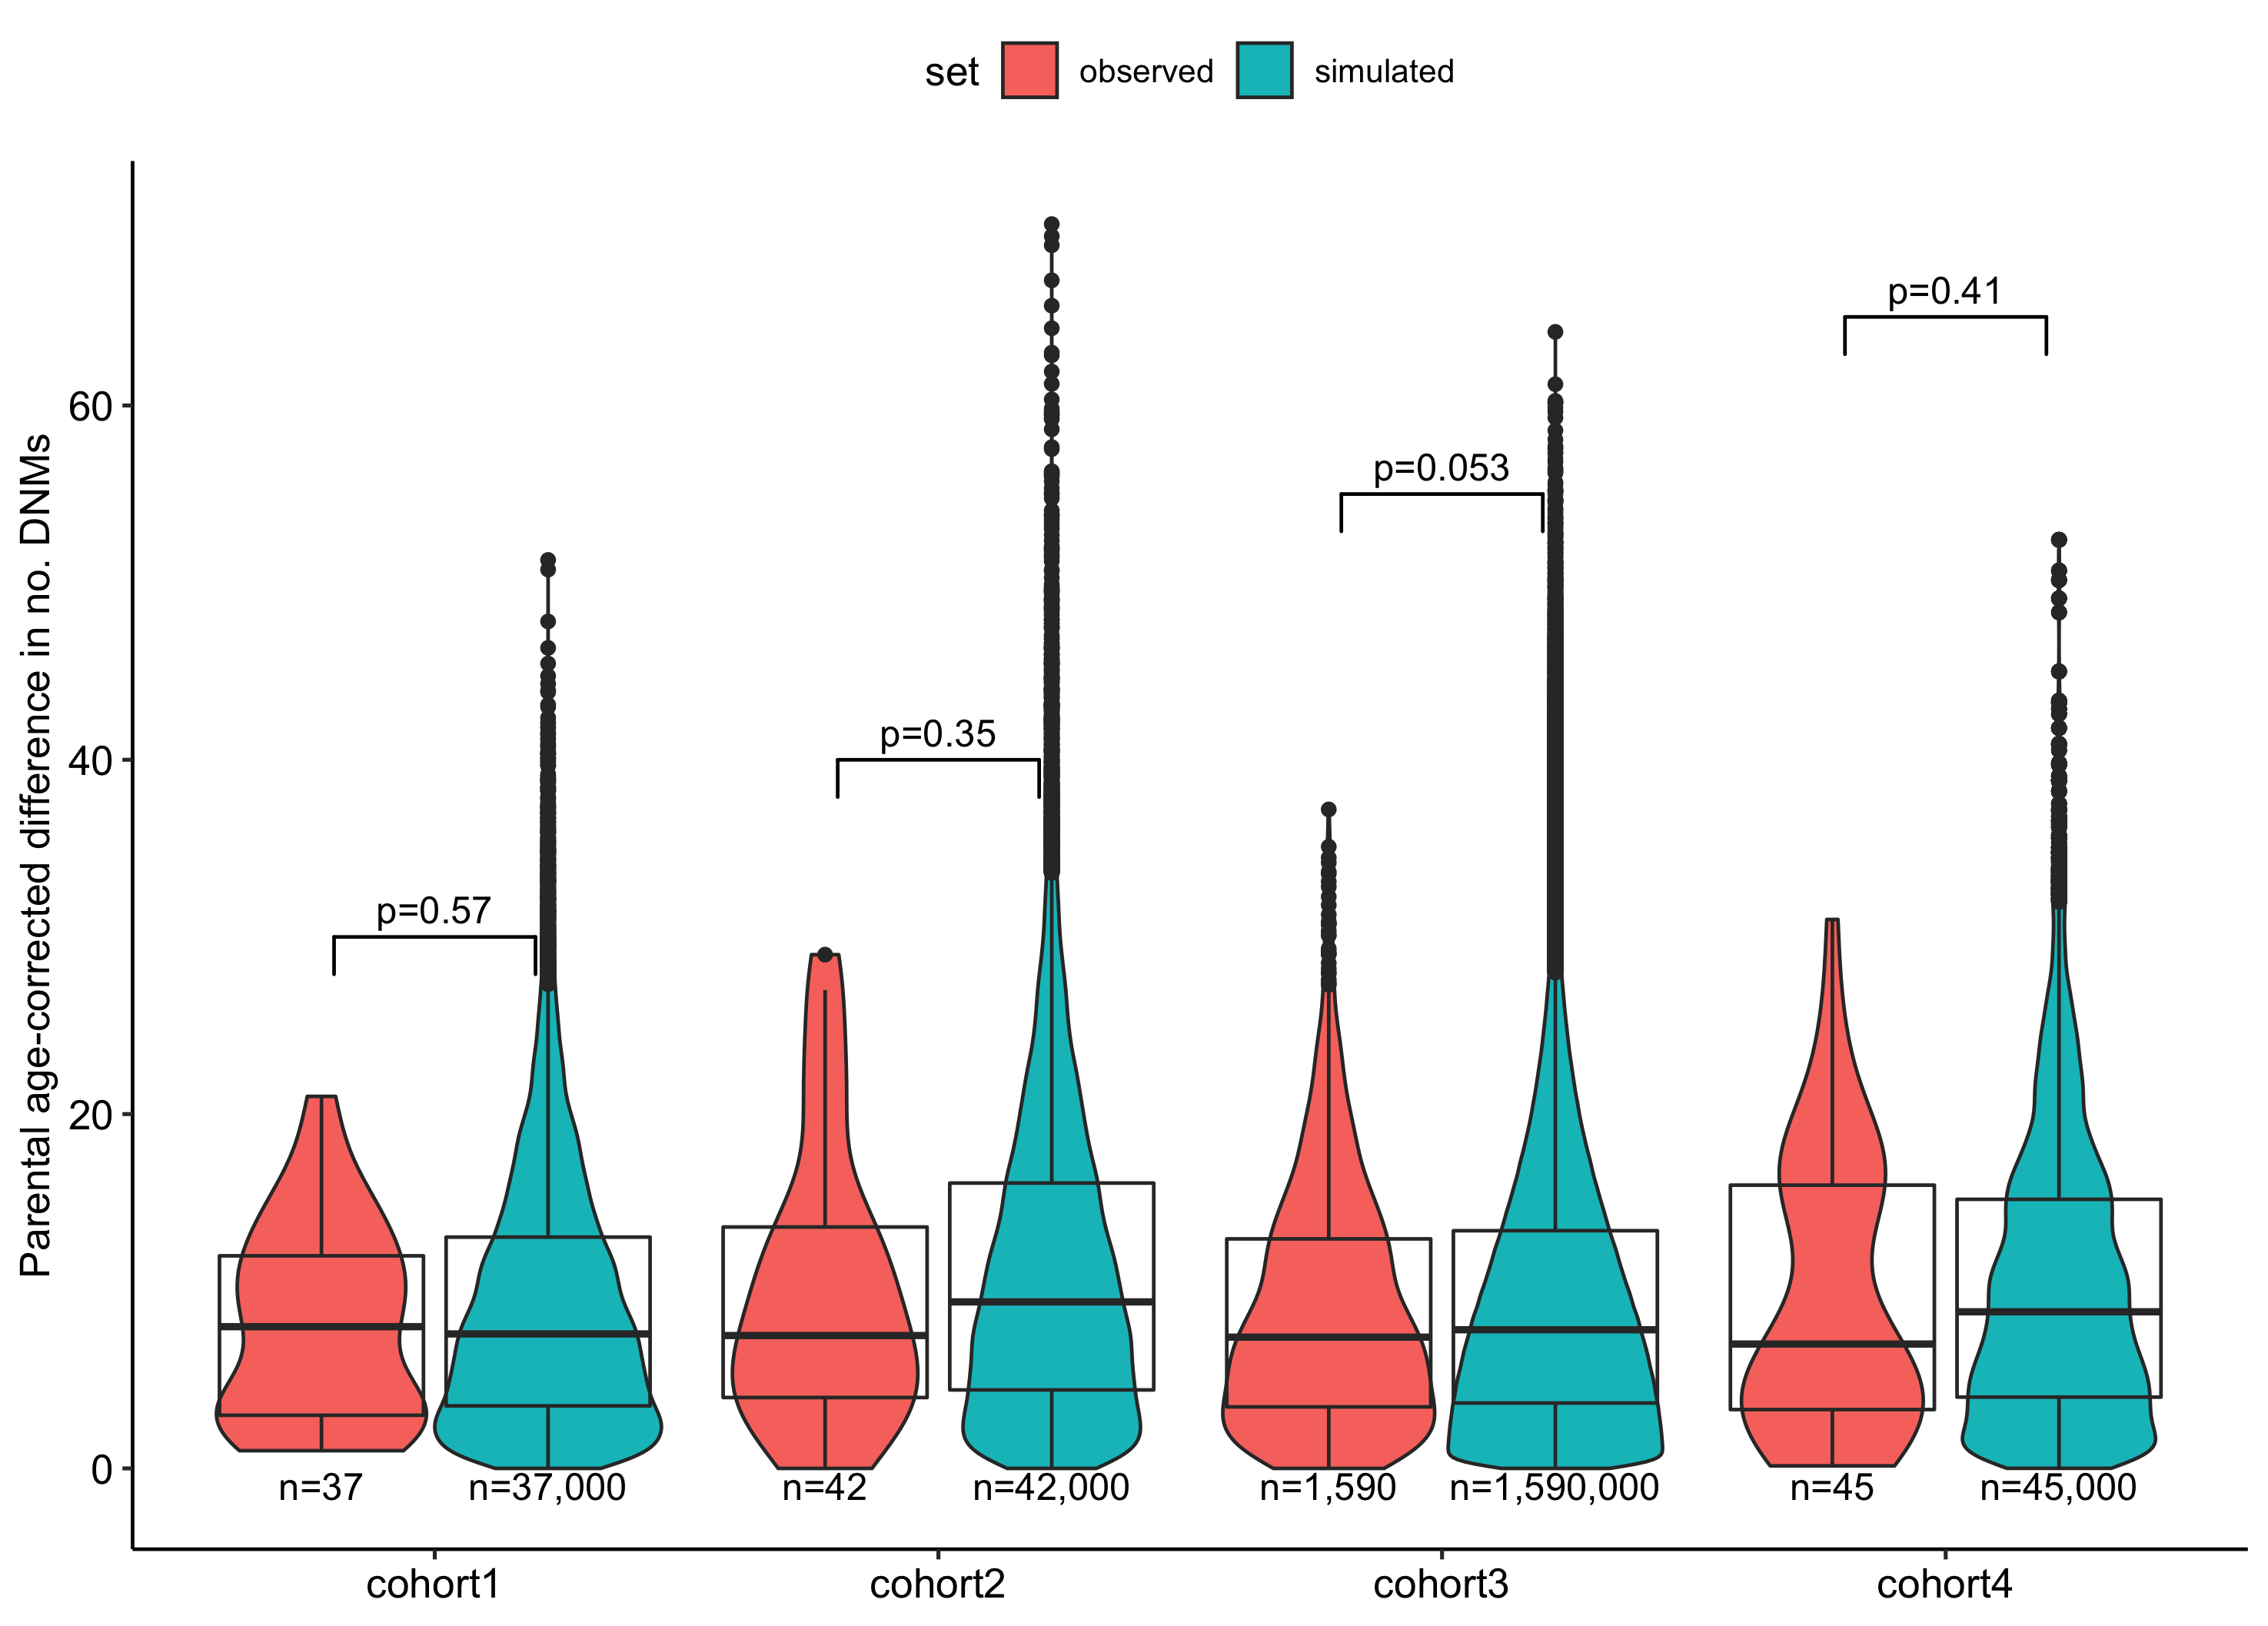 set observed simulated
Parental age-corrected difference in no. DNMs
60
40
20
0
p=0.57
p=0.35
p=0.053
p=0.41
n=37 n=37,000 n=42 n=42,000 n=1,590 n=1,590,000 n=45 n=45,000
cohort1 cohort2 cohort3 cohort4